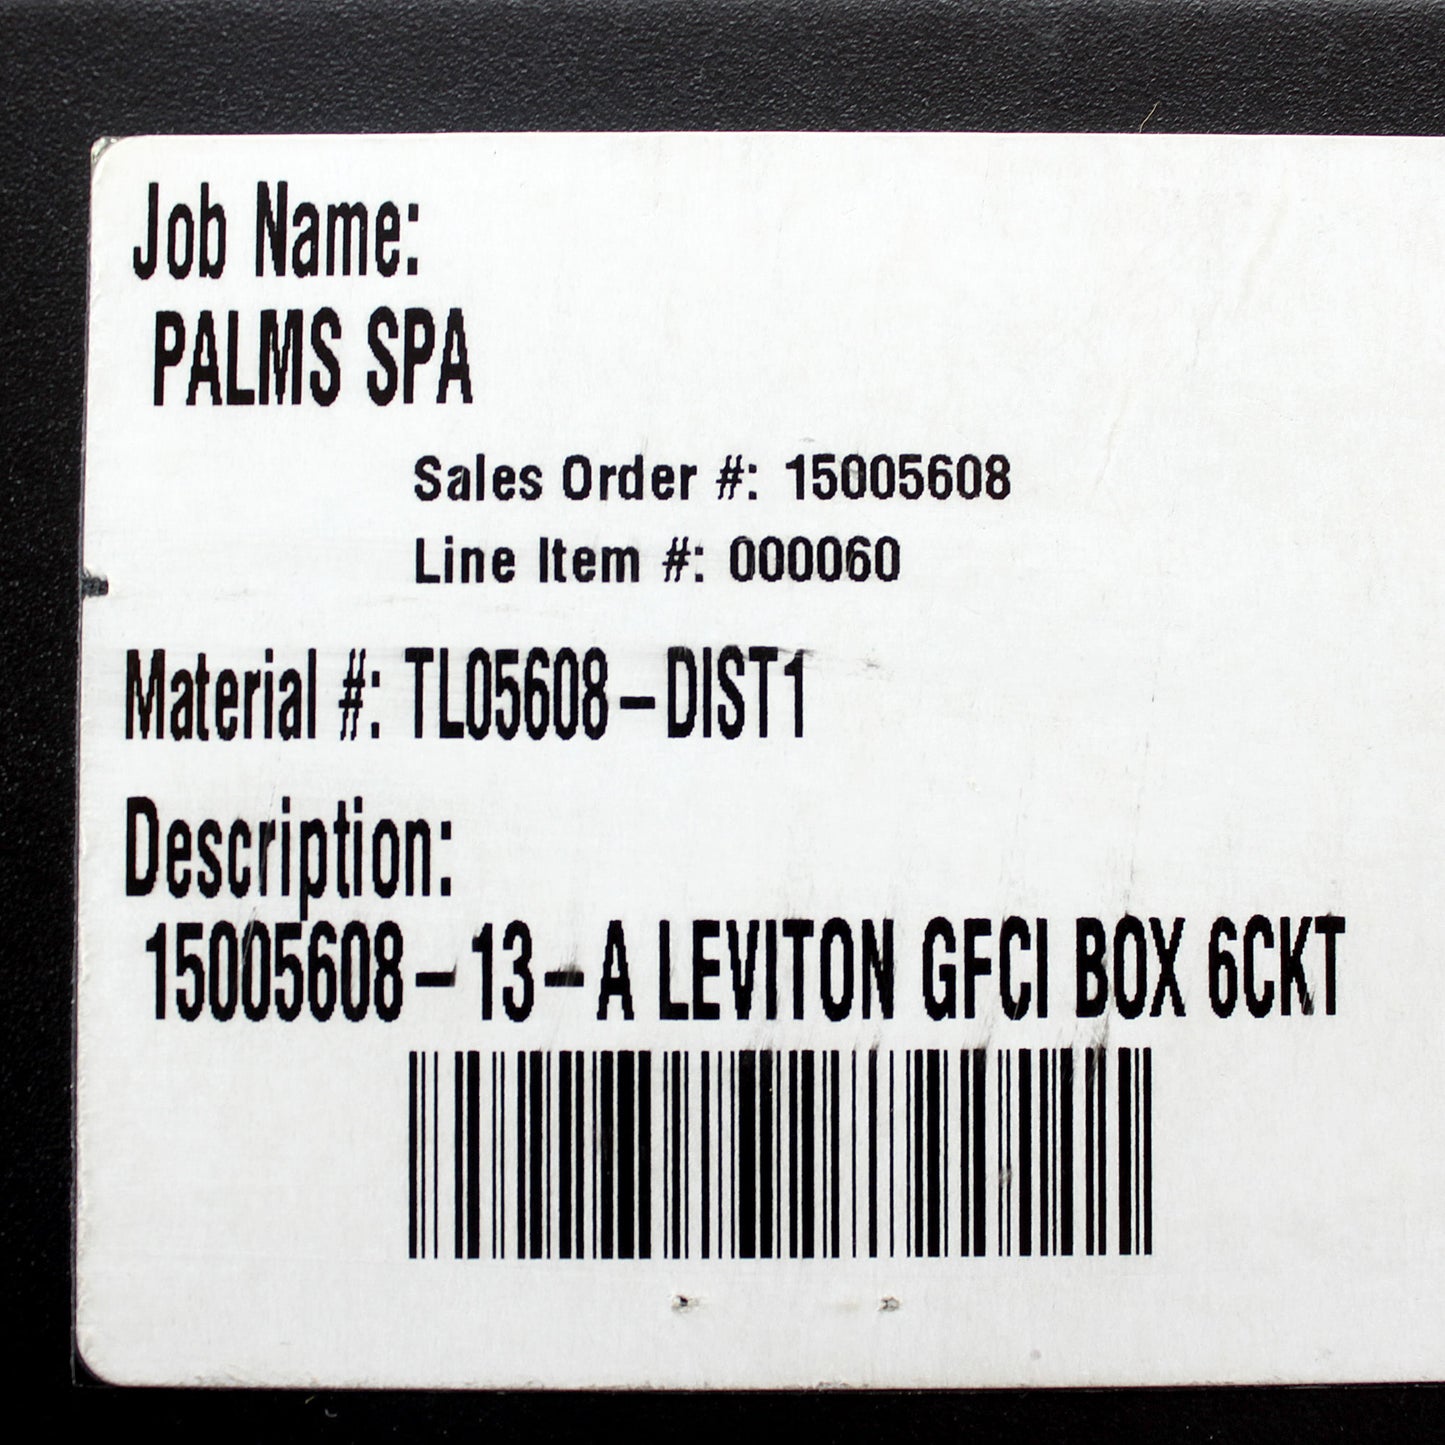 Job Name:
PALMS SPA
Sales Order #: 15005608
Line Item #: 000060
Material #: TL05608-DIST1
Description:
15005608-13-A LEVITON GFCI BOX 6CKT